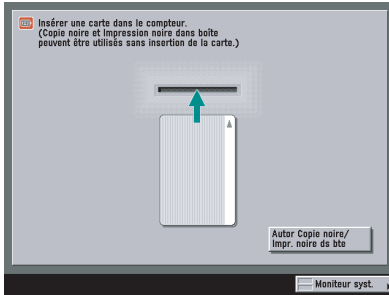 Insérer une carte dans le compteur.
(Copie noire et Impression noire dans boîte
peuvent être utilisés sans insertion de la carte.)
Autor Copie noire/
Impr. noire ds bte
Moniteur syst.